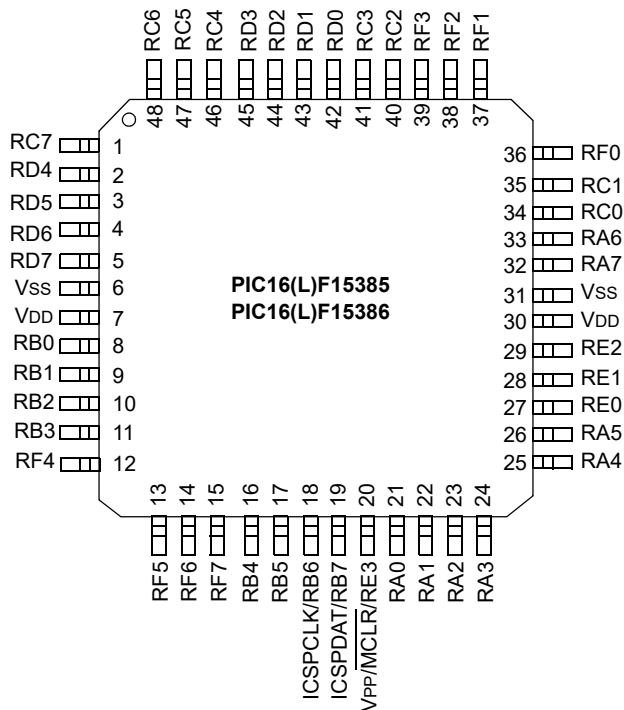 RC6
RC5
RC4
RD3
RD2
RD1
RD0
RC3
RC2
RF3
RF2
RF1
48
47
46
45
44
43
42
41
40
39
38
37
RC7 1
RD4 2
RD5 3
RD6 4
RD7 5
VSS 6
VDD 7
RB0 8
RB1 9
RB2 10
RB3 11
RF4 12
PIC16(L)F15385
PIC16(L)F15386
36 RF0
35 RC1
34 RC0
33 RA6
32 RA7
31 VSS
30 VDD
29 RE2
28 RE1
27 RE0
26 RA5
25 RA4
13
14
15
16
17
18
19
20
21
22
23
24
RF5
RF6
RF7
RB4
RB5
ICSPCLK/RB6
ICSPDAT/RB7
VPP/MCLR/RE3
RA0
RA1
RA2
RA3